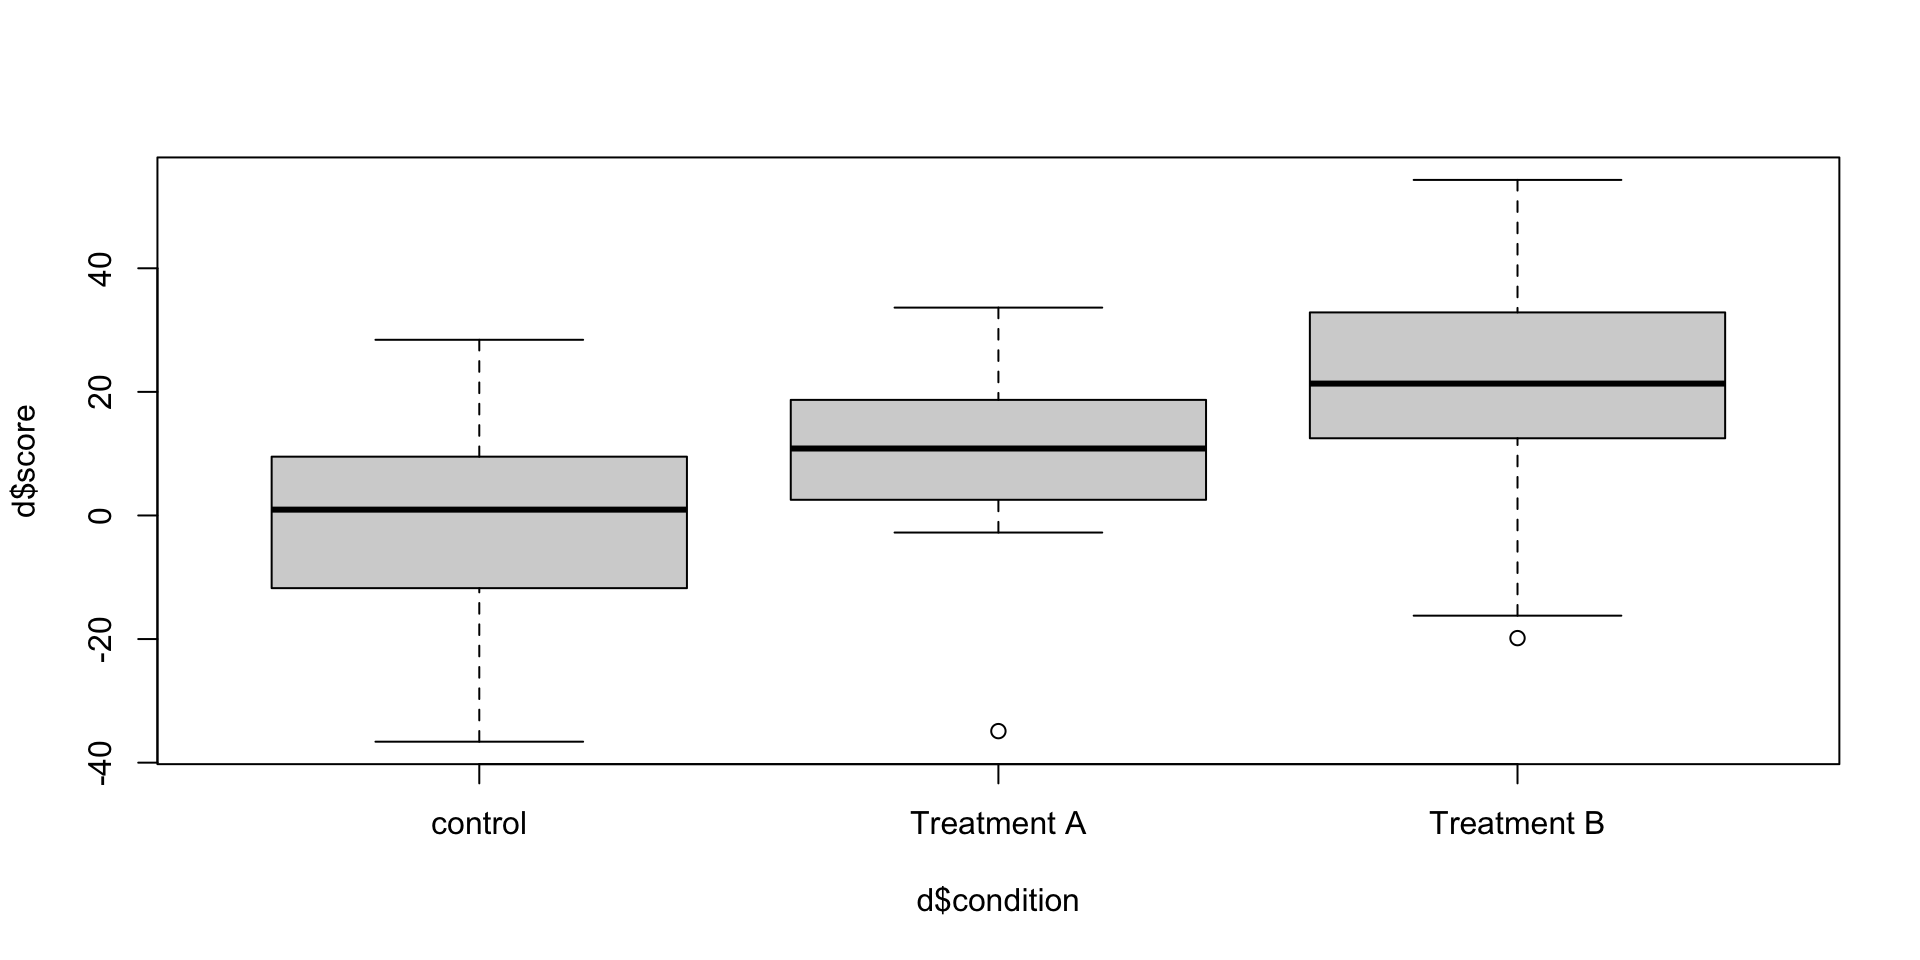 d$score
40
20
0
-20
-40
control
Treatment A
Treatment B
d$condition